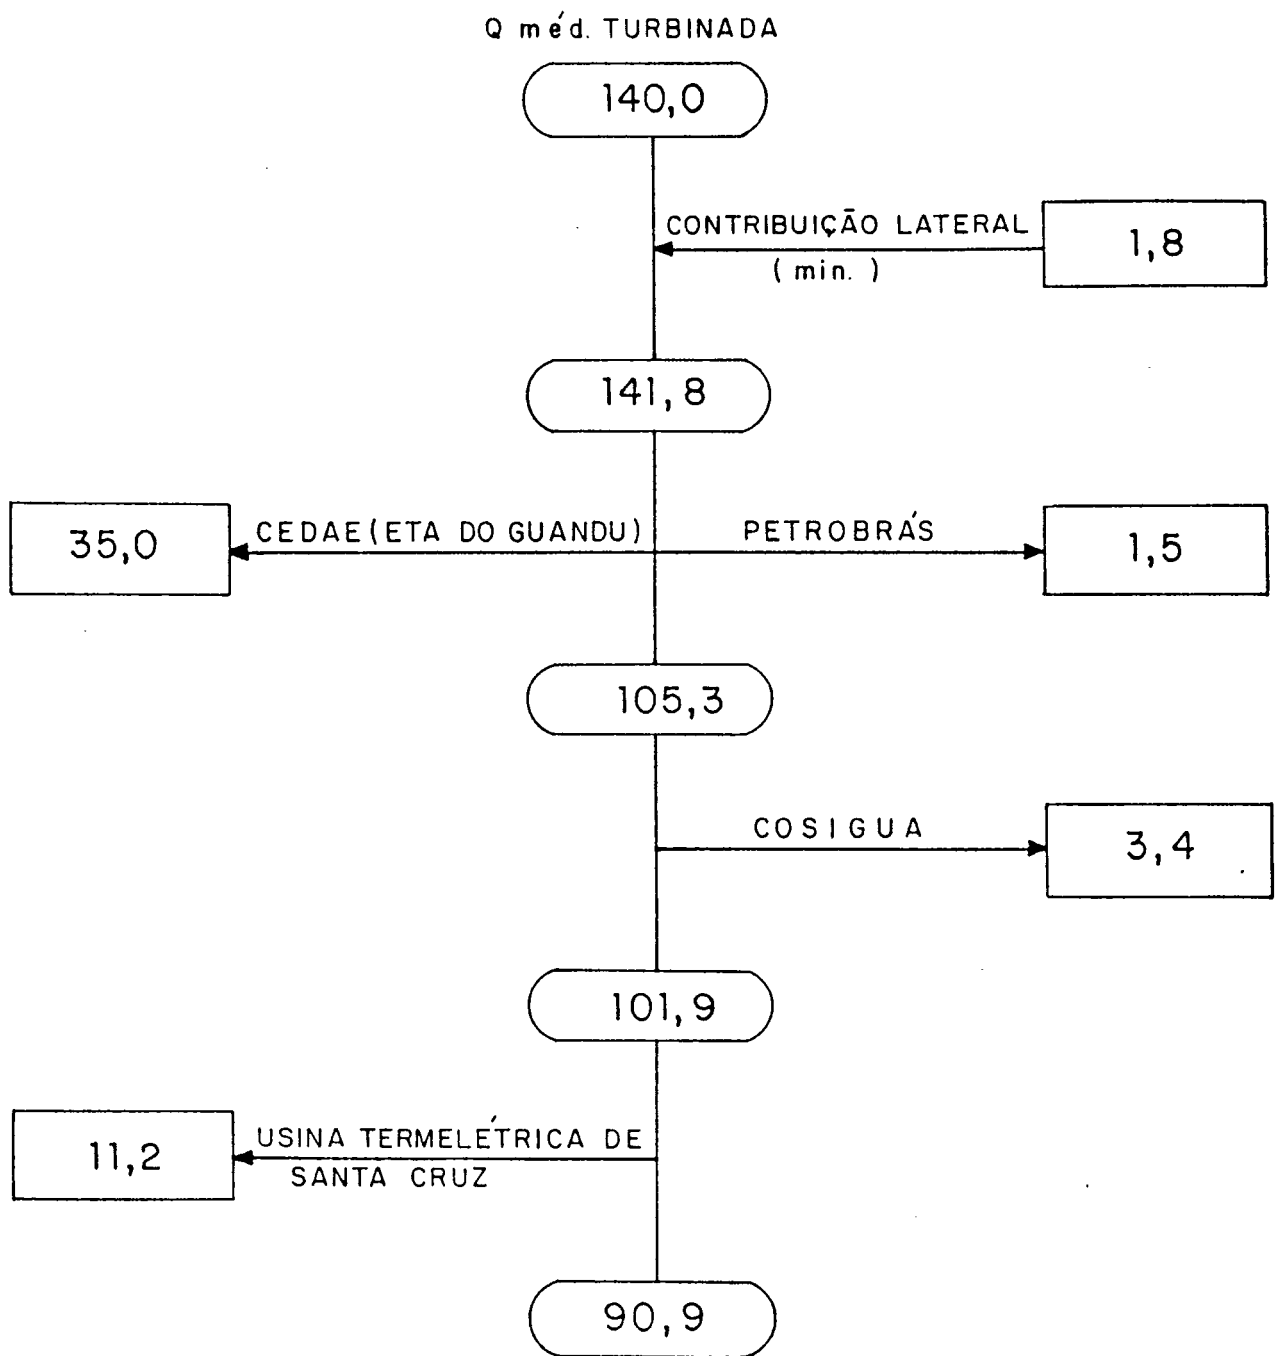 Q méd. TURBINADA
140,0
CONTRIBUIÇÃO LATERAL
(min.)
1,8
141,8
35,0
CEDAE (ETA DO GUANDU)
PETROBRÁS
1,5
105,3
COSIGUA
3,4
101,9
11,2
USINA TERMELÉTRICA DE
SANTA CRUZ
90,9